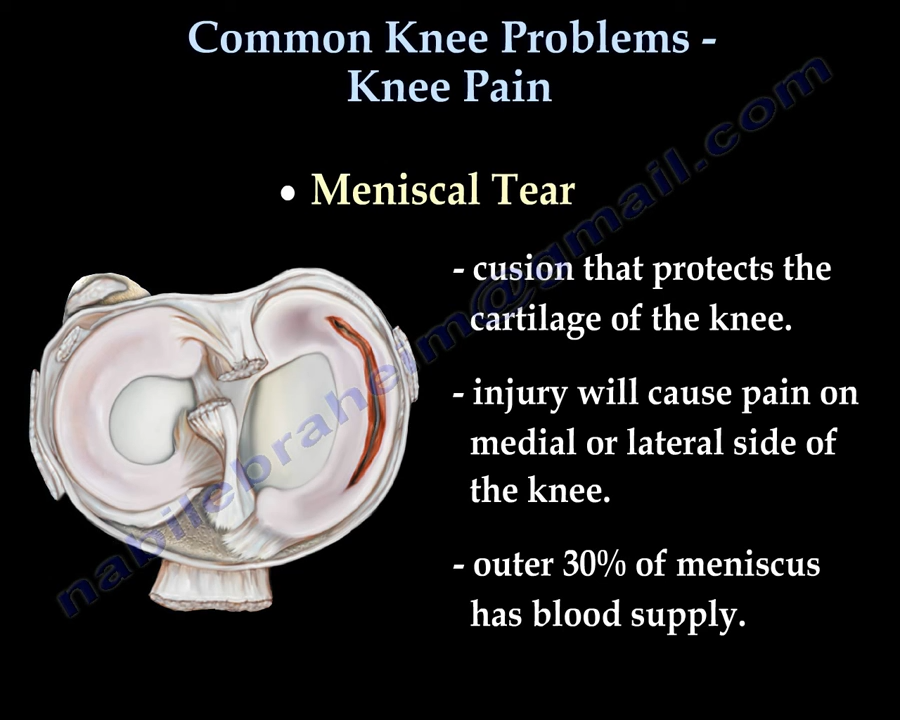 Common Knee Problems -
Knee Pain
• Meniscal Tear
- cusion that protects the
cartilage of the knee.
- injury will cause pain on
medial or lateral side of
the knee.
- outer 30% of meniscus
has blood supply.
nabilebraheim@gmail.com